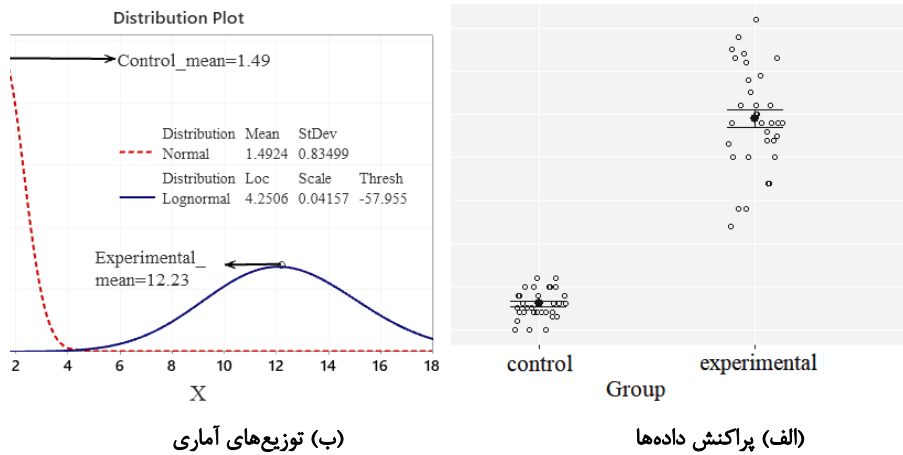 Distribution Plot
Control_mean=1.49
Distribution Mean StDev
Normal 1.4924 0.83499
Distribution Loc Scale Thresh
Lognormal 4.2506 0.04157 -57.955
Experimental_
mean=12.23
2 4 6 8 10 12 14 16 18
X
control experimental
Group
(الف) پراکنش داده‌ها
(ب) توزیع‌های آماری